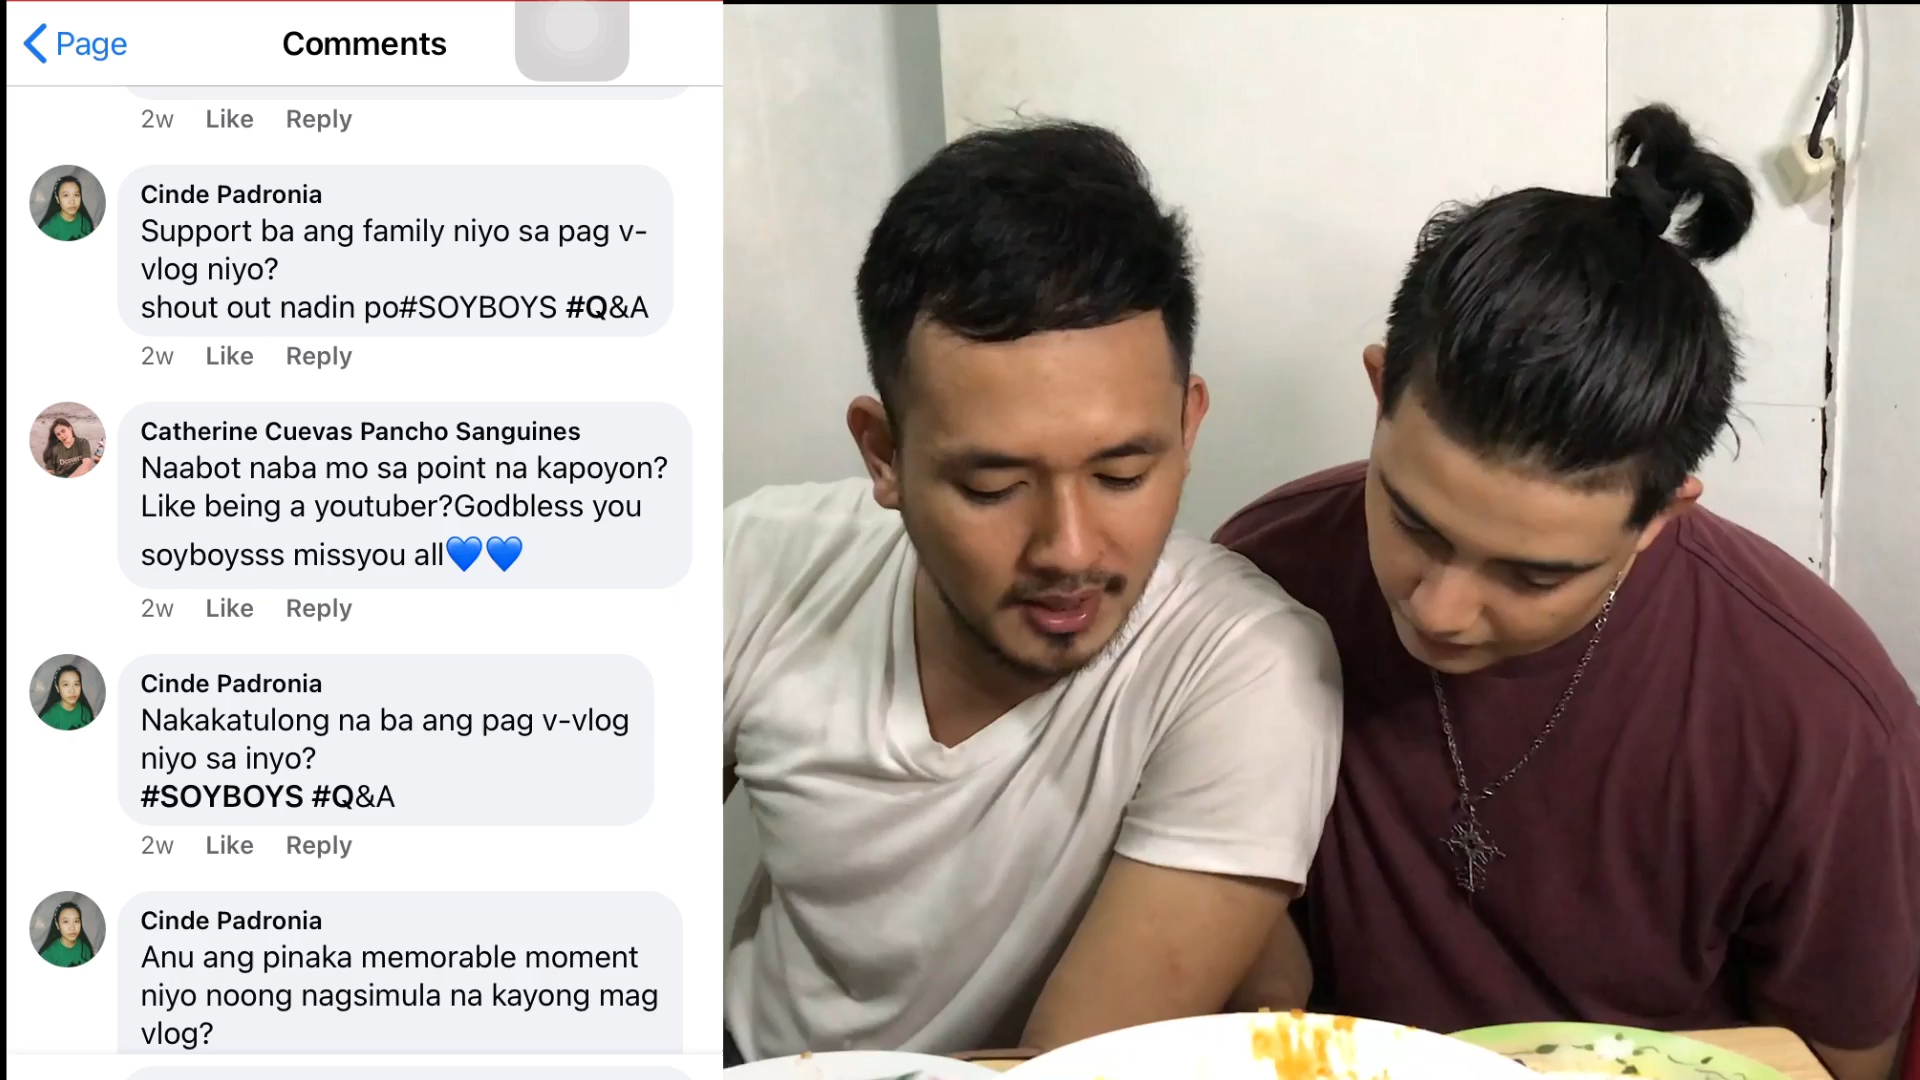 Page
Comments
2w Like Reply
Cinde Padronia
Support ba ang family niyo sa pag v-
vlog niyo?
shout out nadin po#SOYBOYS #Q&A
2w Like Reply
Catherine Cuevas Pancho Sanguines
Naabot naba mo sa point na kapoyon?
Like being a youtuber?Godbless you
soyboysss missyou all💙💙
2w Like Reply
Cinde Padronia
Nakakatulong na ba ang pag v-vlog
niyo sa inyo?
#SOYBOYS #Q&A
2w Like Reply
Cinde Padronia
Anu ang pinaka memorable moment
niyo noong nagsimula na kayong mag
vlog?